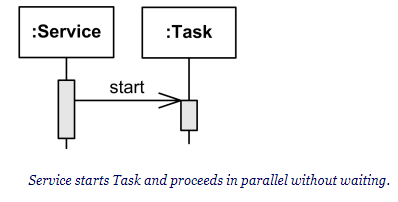 :Service :Task
start
Service starts Task and proceeds in parallel without waiting.